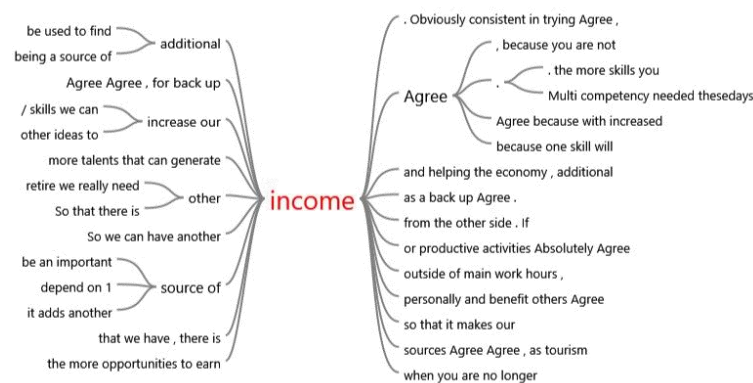 be used to find
being a source of
additional
Agree Agree , for back up
/ skills we can
other ideas to
increase our
more talents that can generate
retire we really need
So that there is
other
So we can have another
be an important
depend on 1
it adds another
source of
that we have , there is
the more opportunities to earn
income
. Obviously consistent in trying Agree ,
Agree
, because you are not
.
. the more skills you
Multi competency needed thesedays
Agree because with increased
because one skill will
and helping the economy , additional
as a back up Agree .
from the other side . If
or productive activities Absolutely Agree
outside of main work hours ,
personally and benefit others Agree
so that it makes our
sources Agree Agree , as tourism
when you are no longer